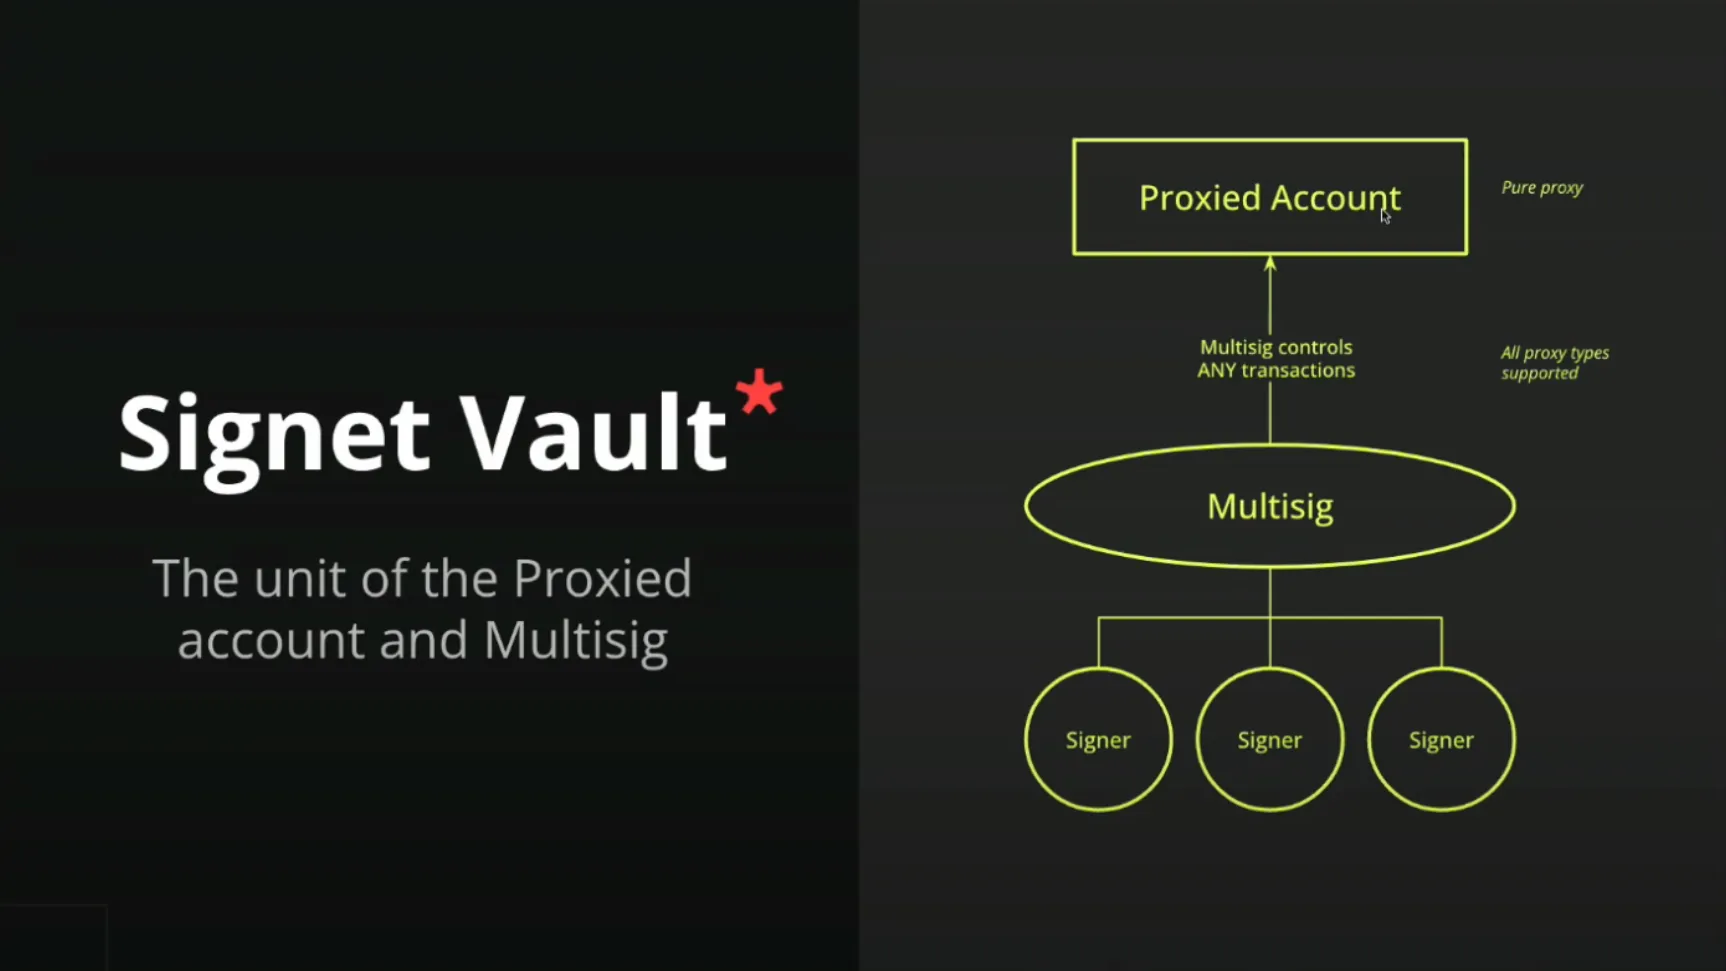 Signet Vault*
The unit of the Proxied
account and Multisig
Proxied Account
Pure proxy
Multisig controls
ANY transactions
All proxy types
supported
Multisig
Signer
Signer
Signer